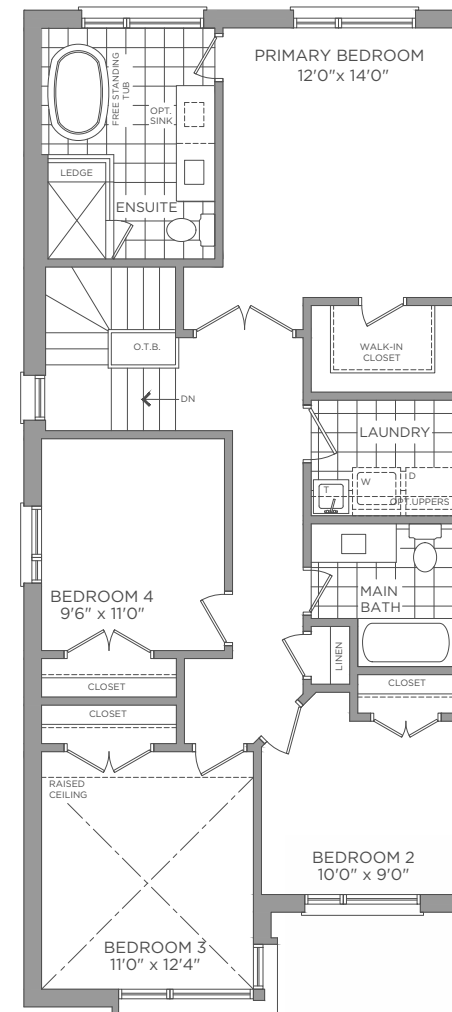 PRIMARY BEDROOM
12'0"x 14'0"
FREE STANDING
TUB
OPT.
SINK
LEDGE
ENSUITE
O.T.B.
WALK-IN
CLOSET
DN
LAUNDRY
T
W
D
OPT.UPPERS
BEDROOM 4
9'6" x 11'0"
MAIN
BATH
LINEN
CLOSET
CLOSET
CLOSET
RAISED
CEILING
BEDROOM 2
10'0" x 9'0"
BEDROOM 3
11'0" x 12'4"